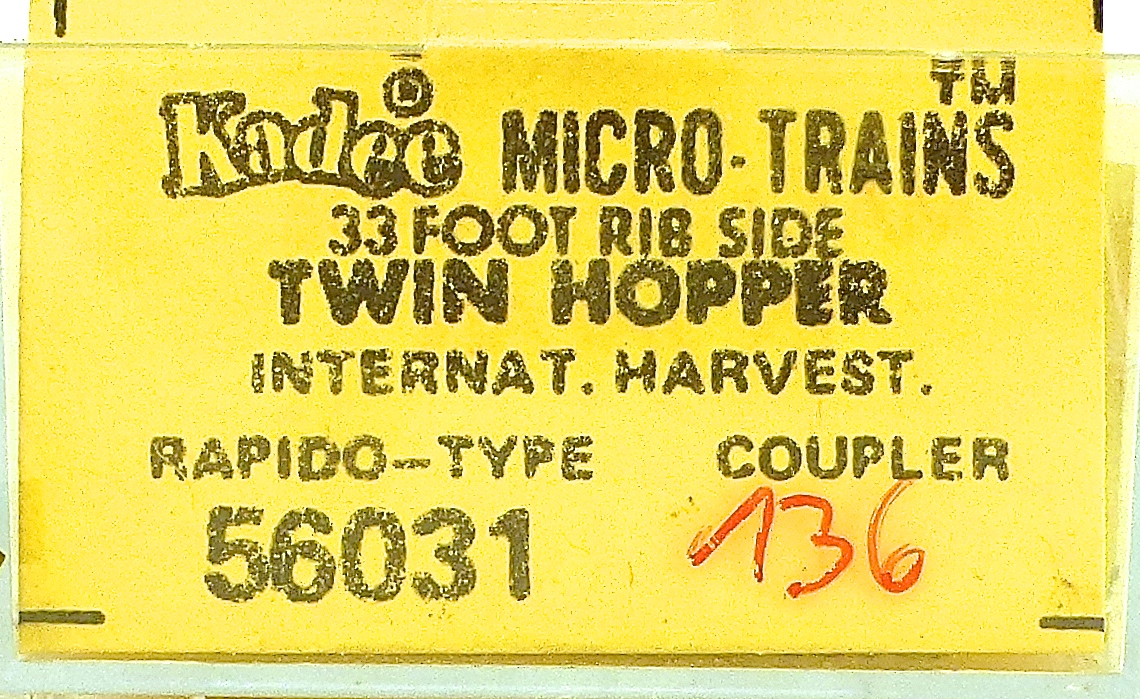 Kadee® MICRO-TRAINS™
33 FOOT RIB SIDE
TWIN HOPPER
INTERNAT. HARVEST.
RAPIDO-TYPE COUPLER
56031 136